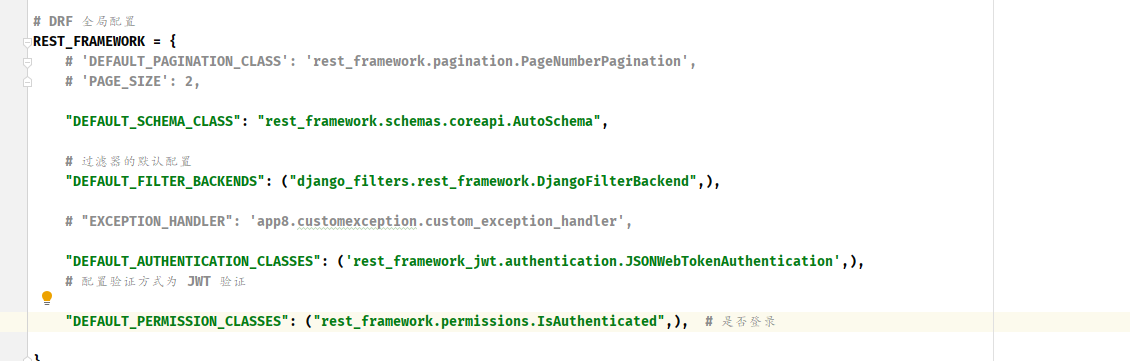 # DRF 全局配置
REST_FRAMEWORK = {
    # 'DEFAULT_PAGINATION_CLASS': 'rest_framework.pagination.PageNumberPagination',
    # 'PAGE_SIZE': 2,
    "DEFAULT_SCHEMA_CLASS": "rest_framework.schemas.coreapi.AutoSchema",
    # 过滤器的默认配置
    "DEFAULT_FILTER_BACKENDS": ("django_filters.rest_framework.DjangoFilterBackend",),
    # "EXCEPTION_HANDLER": 'app8.customexception.custom_exception_handler',
    "DEFAULT_AUTHENTICATION_CLASSES": ('rest_framework_jwt.authentication.JSONWebTokenAuthentication',),
    # 配置验证方式为 JWT 验证
    "DEFAULT_PERMISSION_CLASSES": ("rest_framework.permissions.IsAuthenticated",),  # 是否登录
}